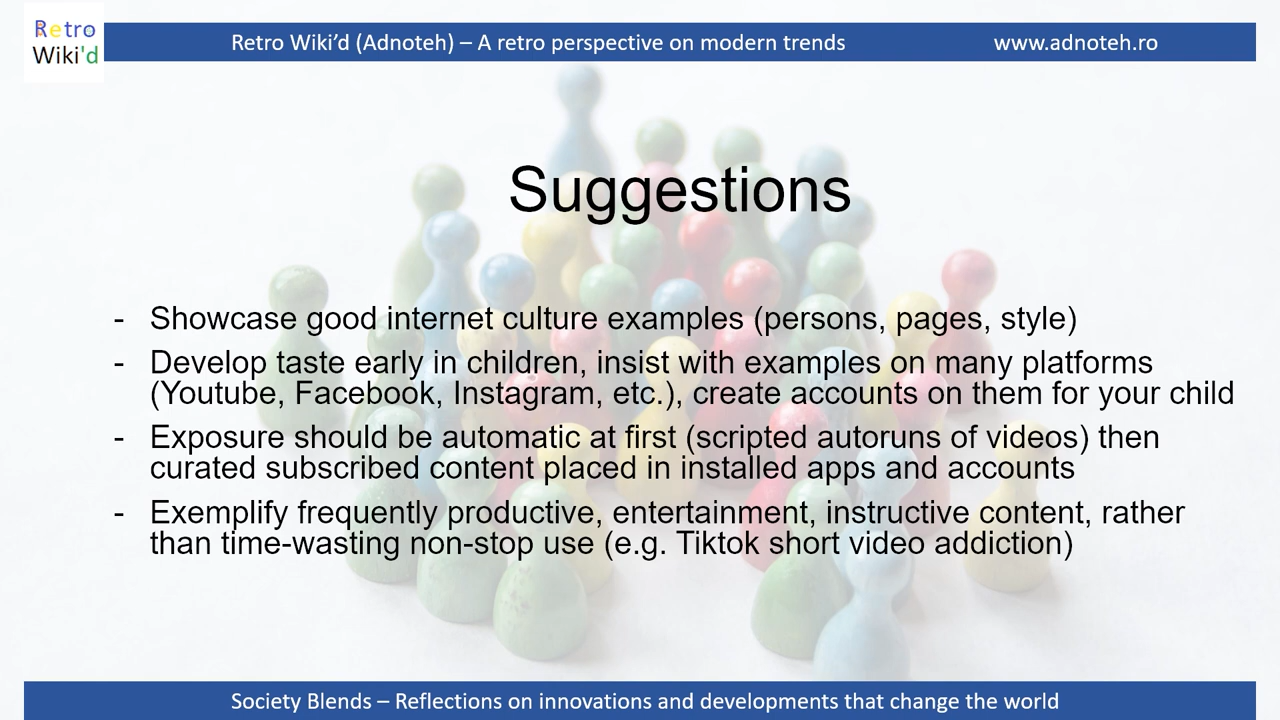 Retro
Wiki'd
Retro Wiki’d (Adnoteh) – A retro perspective on modern trends www.adnoteh.ro
Suggestions
- Showcase good internet culture examples (persons, pages, style)
- Develop taste early in children, insist with examples on many platforms
(Youtube, Facebook, Instagram, etc.), create accounts on them for your child
- Exposure should be automatic at first (scripted autoruns of videos) then
curated subscribed content placed in installed apps and accounts
- Exemplify frequently productive, entertainment, instructive content, rather
than time-wasting non-stop use (e.g. Tiktok short video addiction)
Society Blends – Reflections on innovations and developments that change the world